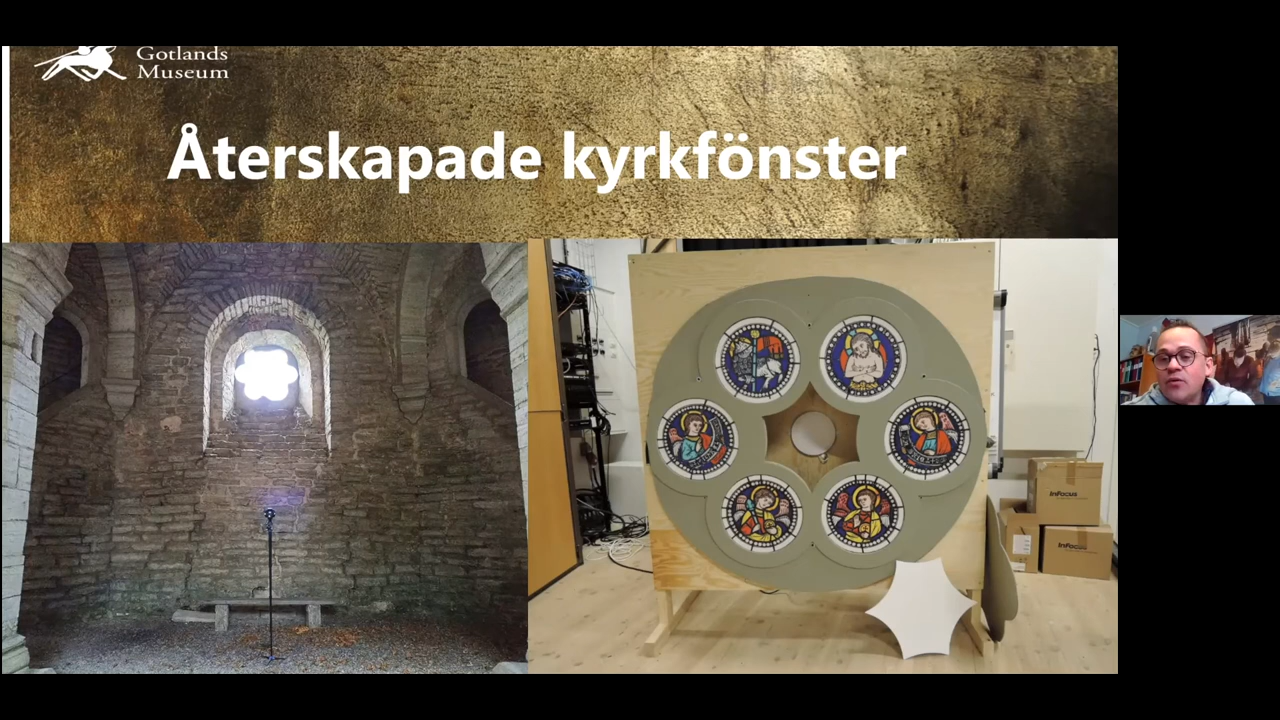 Gotlands
Museum
Återskapade kyrkfönster
InFocus
InFocus